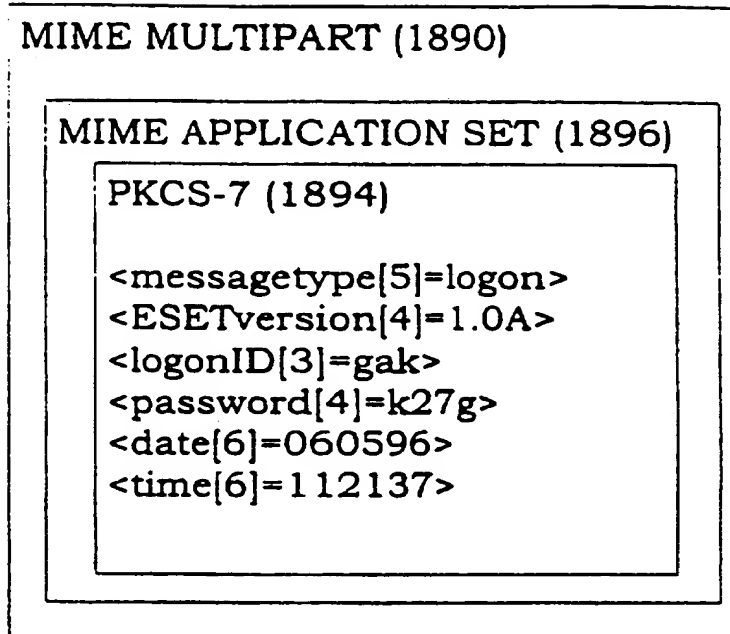 MIME MULTIPART (1890)
MIME APPLICATION SET (1896)
PKCS-7 (1894)
<messagetype[5]=logon>
<ESETversion[4]=1.0A>
<logonID[3]=gak>
<password[4]=k27g>
<date[6]=060596>
<time[6]=112137>